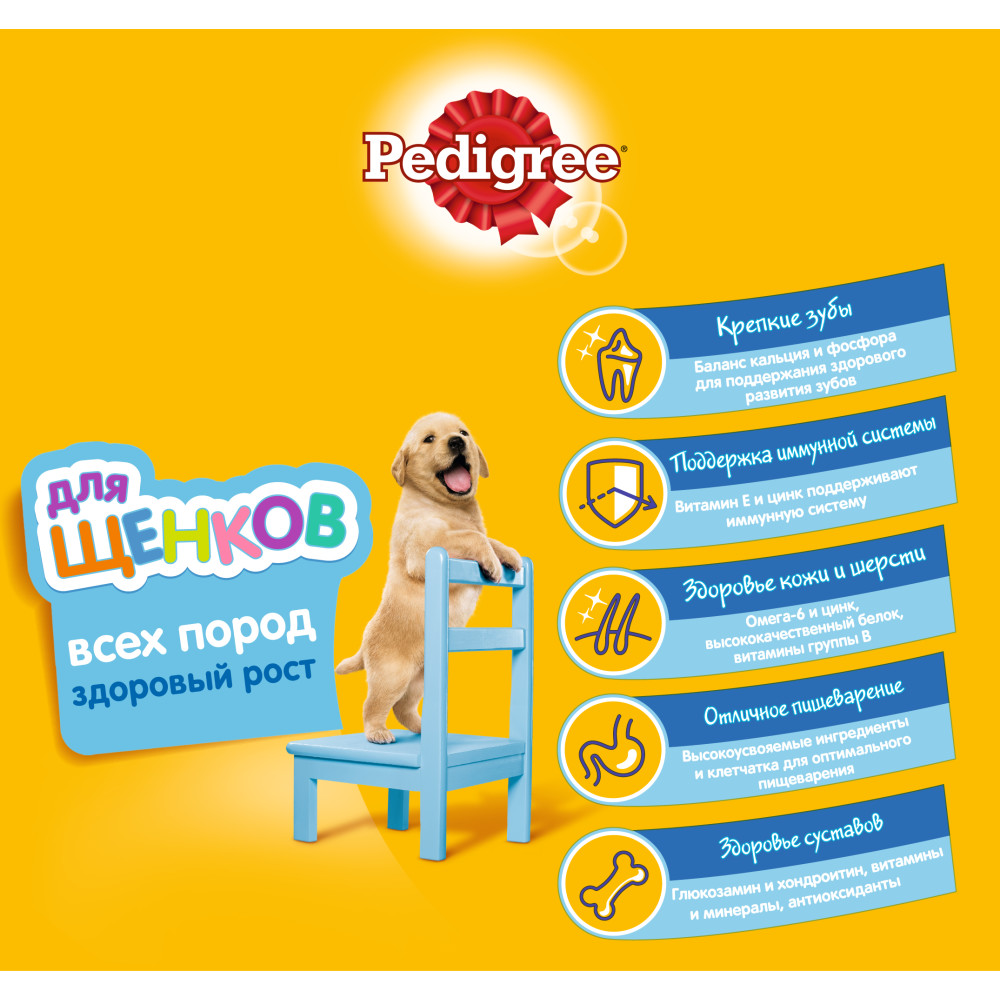 Pedigree®
для
щенков
всех пород
здоровый рост
Крепкие зубы
Баланс кальция и фосфора
для поддержания здорового
развития зубов
Поддержка иммунной системы
Витамин Е и цинк поддерживают
иммунную систему
Здоровье кожи и шерсти
Омега-6 и цинк,
высококачественный белок,
витамины группы В
Отличное пищеварение
Высокоусвояемые ингредиенты
и клетчатка для оптимального
пищеварения
Здоровье суставов
Глюкозамин и хондроитин, витамины
и минералы, антиоксиданты